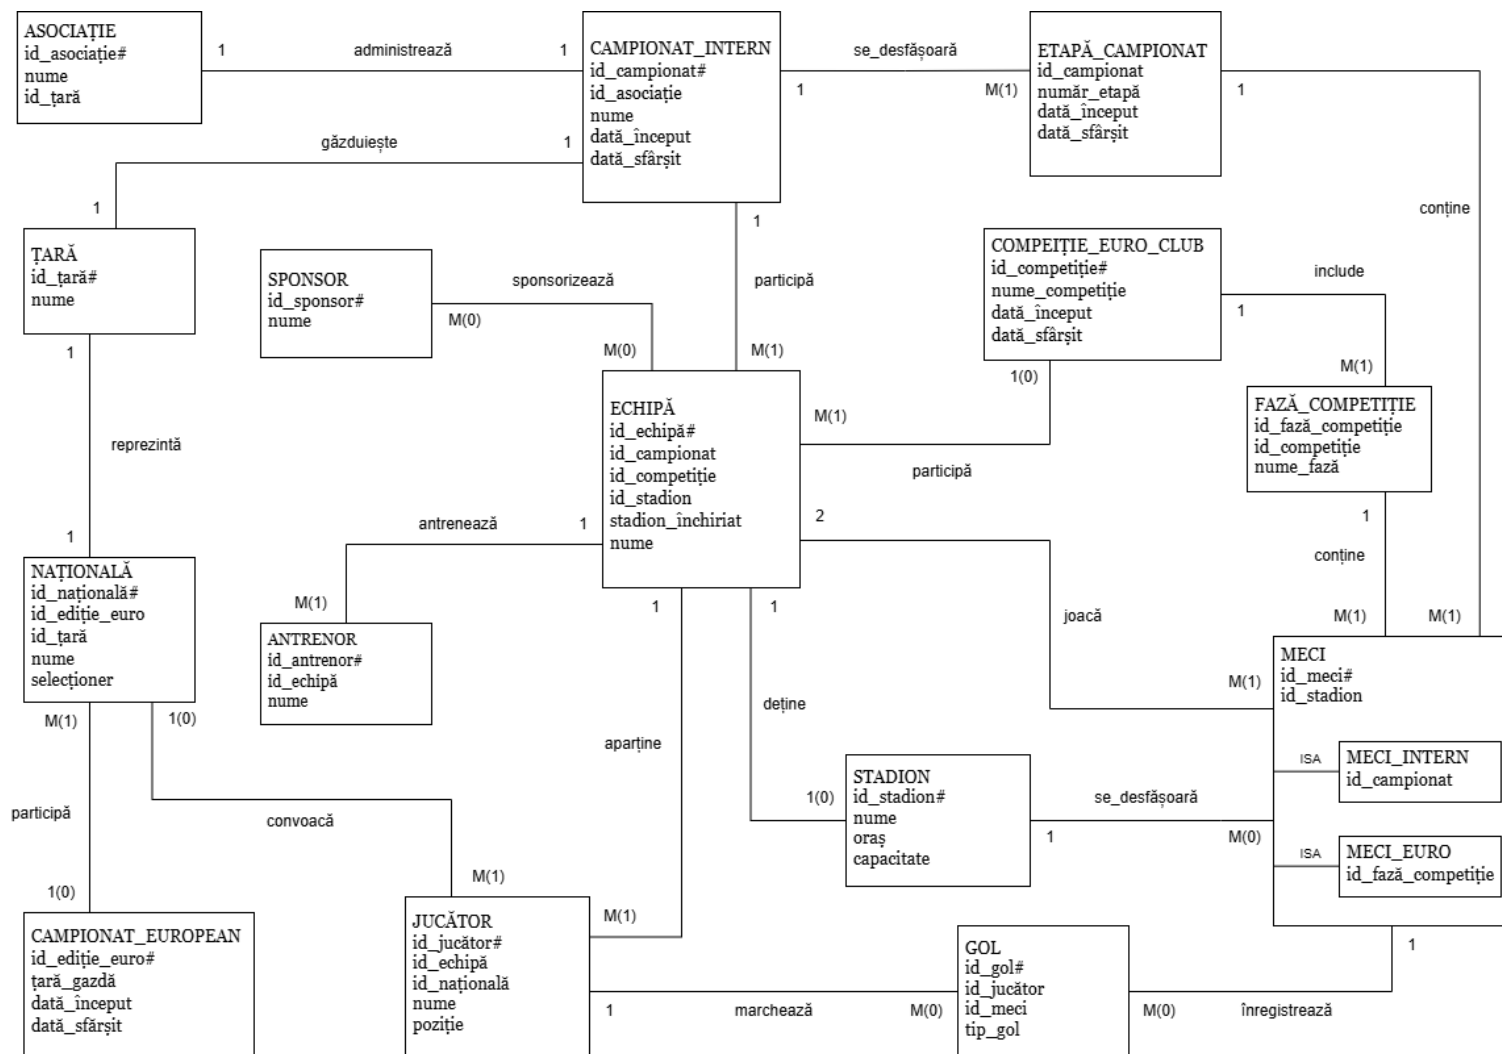 ASOCIAȚIE
id_asociație#
nume
id_țară
1
administrează
1
CAMPIONAT_INTERN
id_campionat#
id_asociație
nume
dată_început
dată_sfârșit
se_desfășoară
1
M(1)
ETAPĂ_CAMPIONAT
id_campionat
număr_etapă
dată_început
dată_sfârșit
1
conține
găzduiește
1
1
ȚARĂ
id_țară#
nume
1
SPONSOR
id_sponsor#
nume
sponsorizează
M(0)
M(0)
1
participă
M(1)
COMPEIȚIE_EURO_CLUB
id_competiție#
nume_competiție
dată_început
dată_sfârșit
include
1
M(1)
1(0)
FAZĂ_COMPETIȚIE
id_fază_competiție
id_competiție
nume_fază
ECHIPĂ
id_echipă#
id_campionat
id_competiție
id_stadion
stadion_închiriat
nume
M(1)
participă
2
joacă
M(1)
reprezintă
1
antrenează
1
M(1)
1
conține
M(1)
M(1)
NAȚIONALĂ
id_națională#
id_ediție_euro
id_țară
nume
selecționer
M(1)
1(0)
ANTRENOR
id_antrenor#
id_echipă
nume
1
1
aparține
deține
MECI
id_meci#
id_stadion
ISA
MECI_INTERN
id_campionat
ISA
MECI_EURO
id_fază_competiție
participă
convoacă
1(0)
STADION
id_stadion#
nume
oraș
capacitate
se_desfășoară
1
M(0)
1(0)
M(1)
M(1)
CAMPIONAT_EUROPEAN
id_ediție_euro#
țară_gazdă
dată_început
dată_sfărșit
JUCĂTOR
id_jucător#
id_echipă
id_națională
nume
poziție
1
marchează
M(0)
GOL
id_gol#
id_jucător
id_meci
tip_gol
M(0)
înregistrează
1